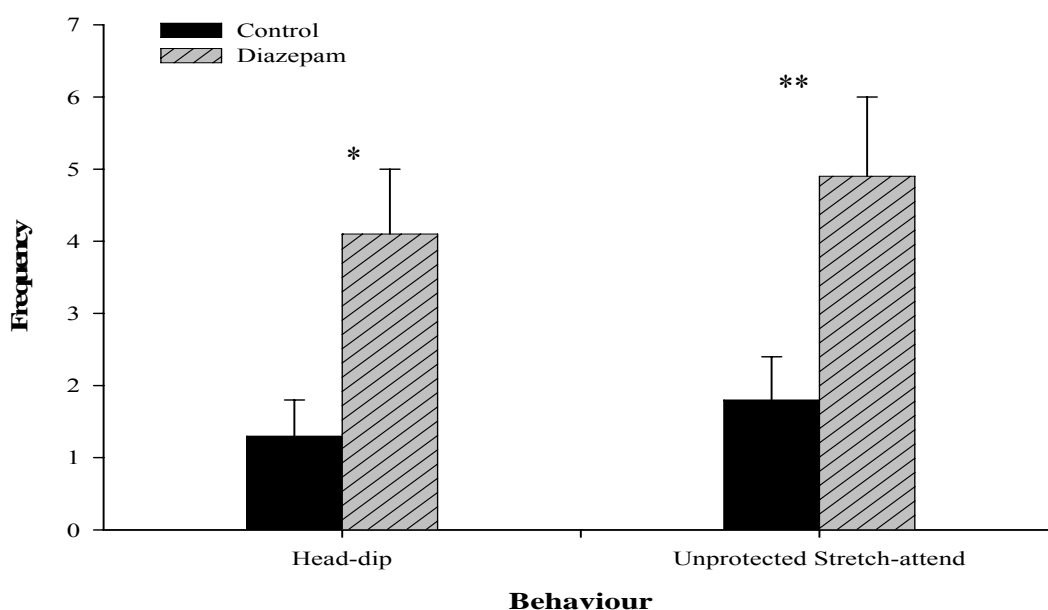 7
6
5
4
3
2
1
0
Frequency
Control
Diazepam
*
**
Head-dip
Unprotected Stretch-attend
Behaviour